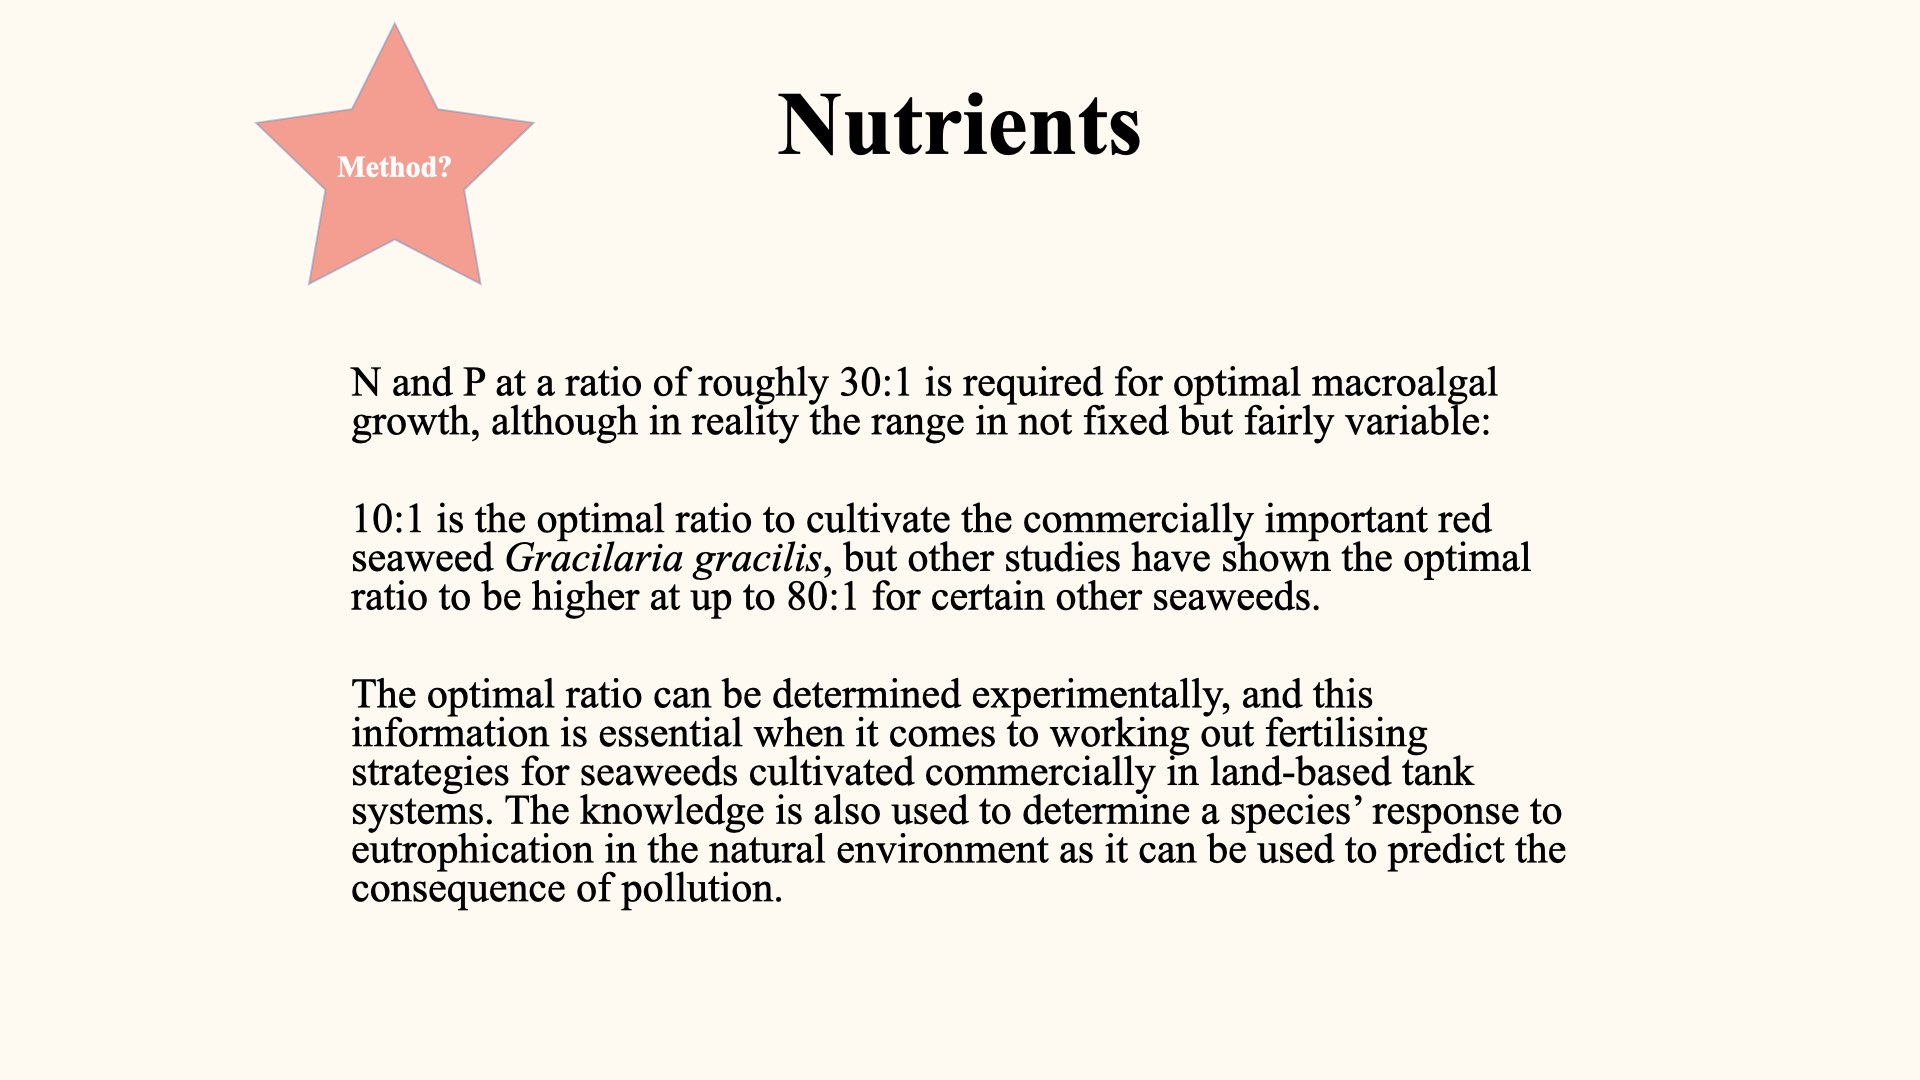 Method?
Nutrients
N and P at a ratio of roughly 30:1 is required for optimal macroalgal
growth, although in reality the range in not fixed but fairly variable:
10:1 is the optimal ratio to cultivate the commercially important red
seaweed Gracilaria gracilis, but other studies have shown the optimal
ratio to be higher at up to 80:1 for certain other seaweeds.
The optimal ratio can be determined experimentally, and this
information is essential when it comes to working out fertilising
strategies for seaweeds cultivated commercially in land-based tank
systems. The knowledge is also used to determine a species’ response to
eutrophication in the natural environment as it can be used to predict the
consequence of pollution.